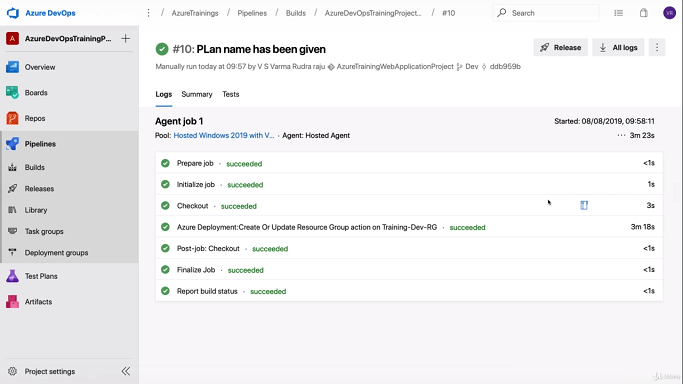 Azure DevOps
AzureTrainings / Pipelines / Builds / AzureDevOpsTrainingProject... / #10
Search
VR
A AzureDevOpsTrainingP...
Overview
Boards
Repos
Pipelines
Builds
Releases
Library
Task groups
Deployment groups
Test Plans
Artifacts
Project settings
#10: PLan name has been given
Release
All logs
Manually run today at 09:57 by V S Varma Rudra raju AzureTrainingWebApplicationProject Dev ddb959b
Logs Summary Tests
Agent job 1
Started: 08/08/2019, 09:58:11
Pool: Hosted Windows 2019 with V... · Agent: Hosted Agent
··· 3m 23s
Prepare job · succeeded <1s
Initialize job · succeeded 1s
Checkout · succeeded 3s
Azure Deployment:Create Or Update Resource Group action on Training-Dev-RG · succeeded 3m 18s
Post-job: Checkout · succeeded <1s
Finalize Job · succeeded <1s
Report build status · succeeded <1s